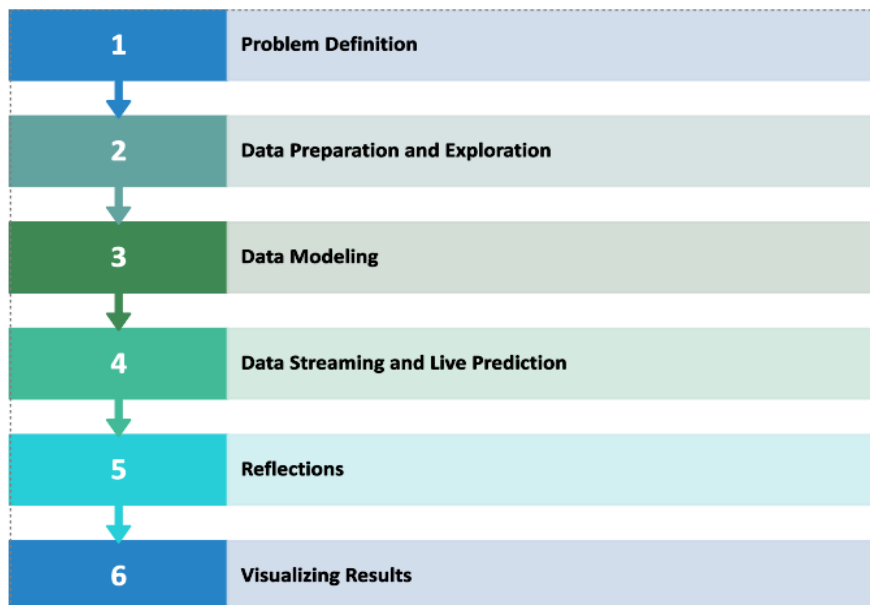 1
Problem Definition
2
Data Preparation and Exploration
3
Data Modeling
4
Data Streaming and Live Prediction
5
Reflections
6
Visualizing Results